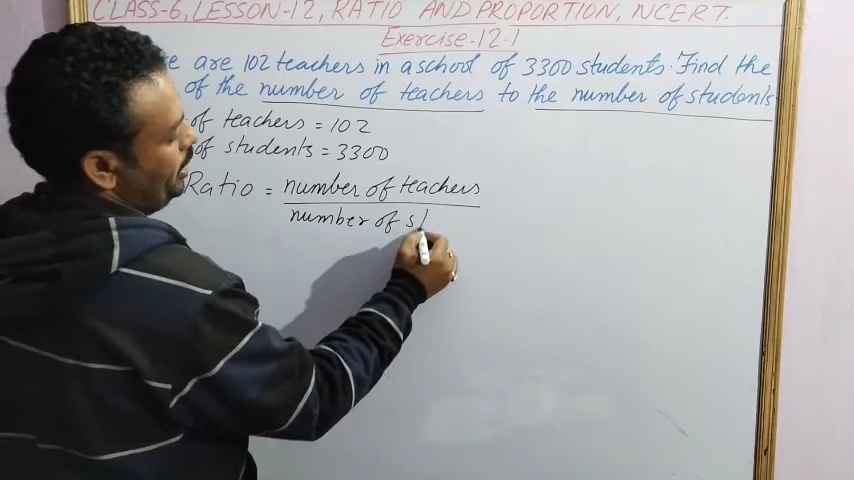 CLASS-6, LESSON-12, RATIO AND PROPORTION, NCERT.
Exercise-12.1
are 102 teachers in a school of 3300 students. Find the
of the number of teachers to the number of students
of teachers = 102
of students = 3300
Ratio = number of teachers
number of s